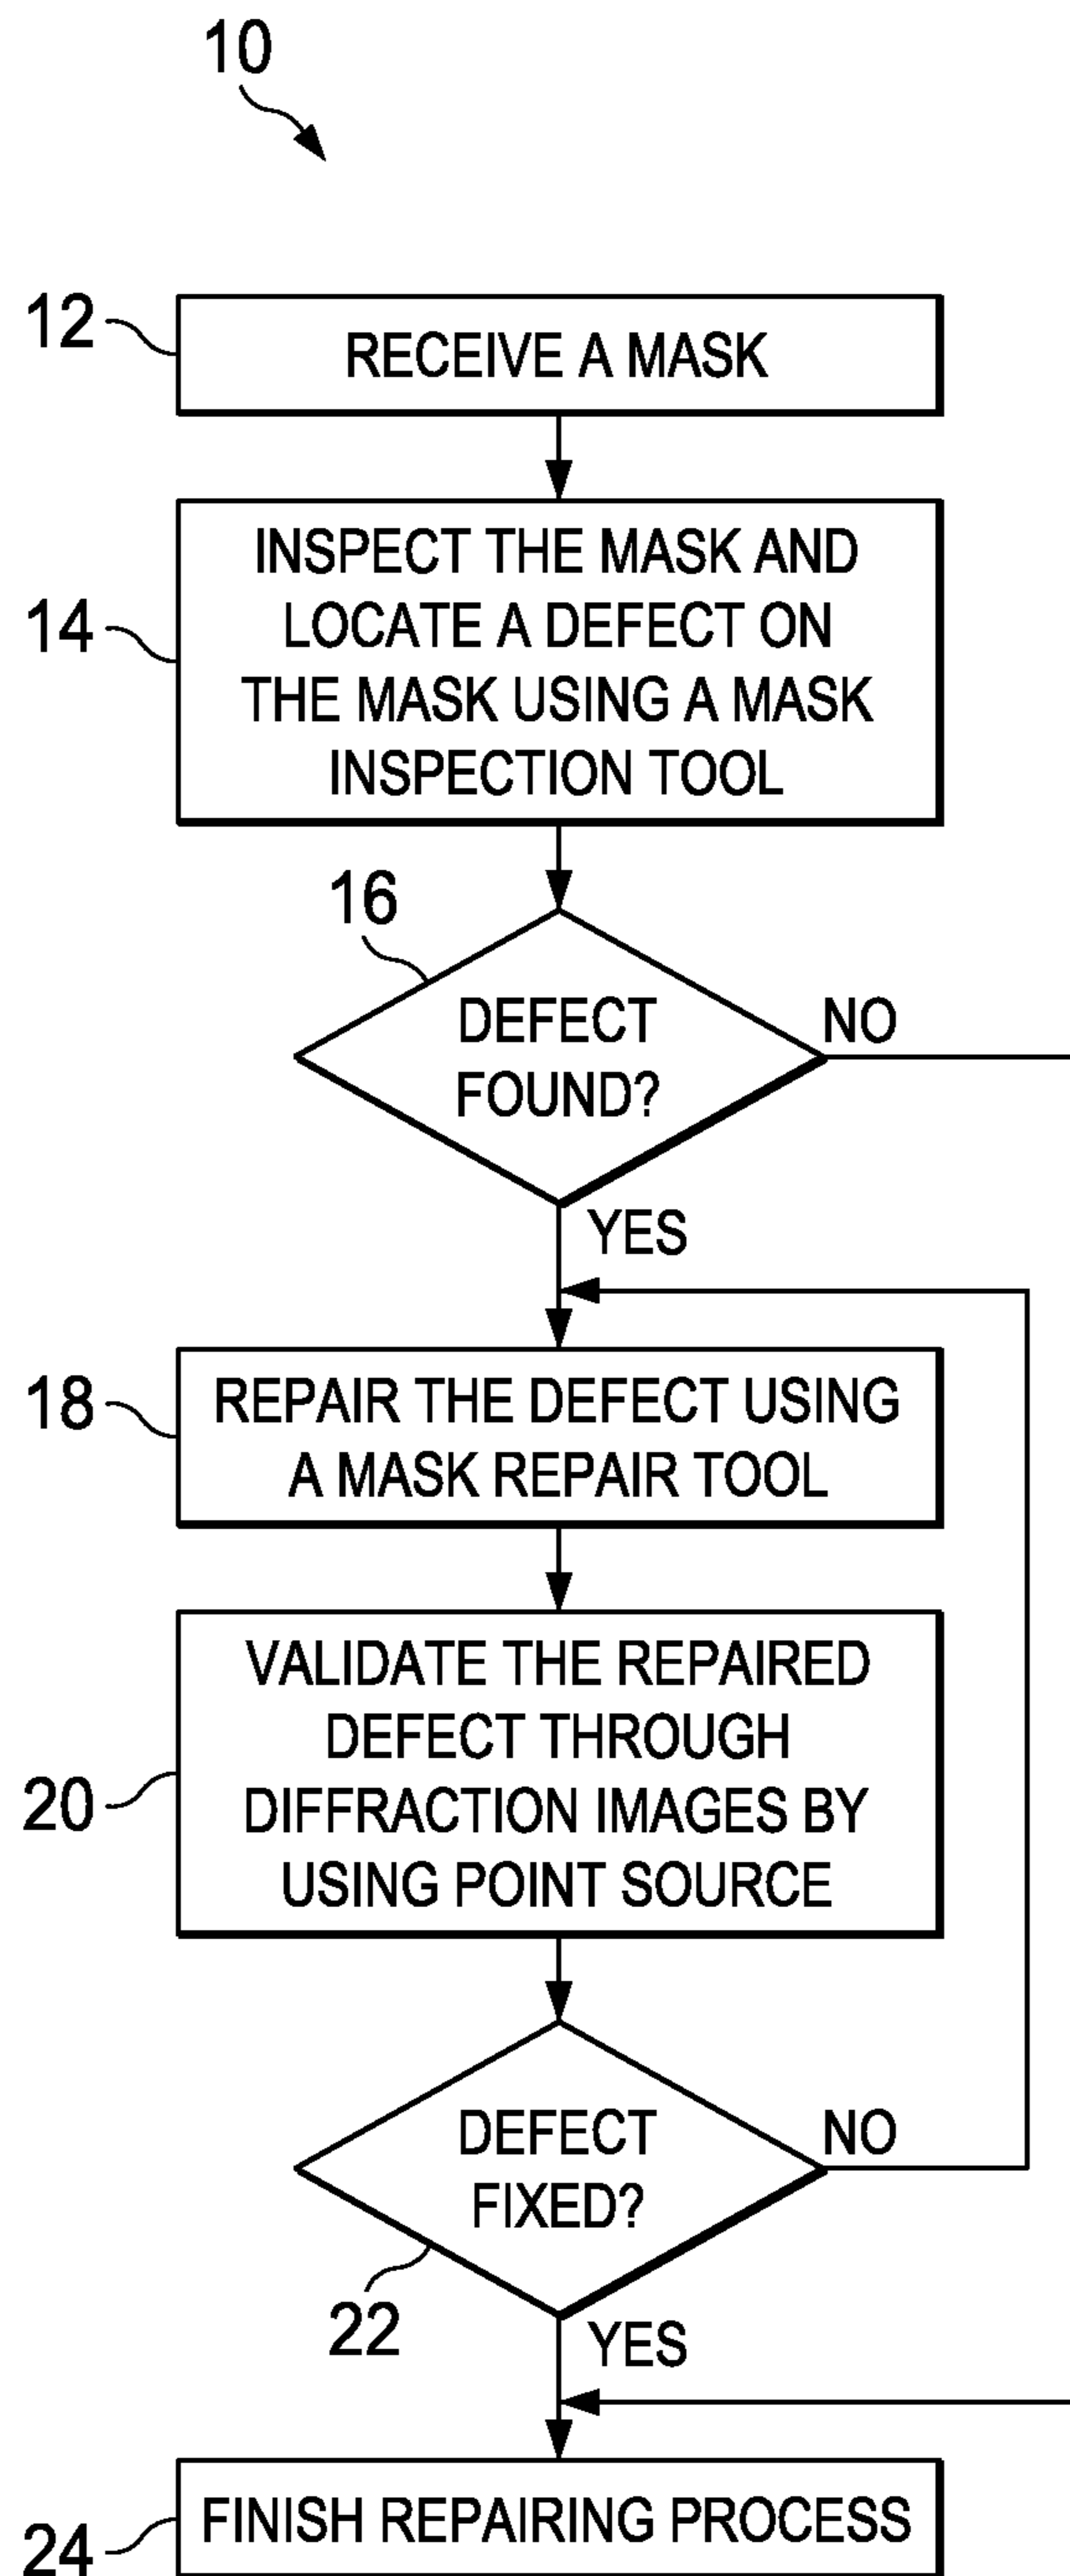 10
12
RECEIVE A MASK
14
INSPECT THE MASK AND
LOCATE A DEFECT ON
THE MASK USING A MASK
INSPECTION TOOL
16
DEFECT
FOUND?
NO
YES
18
REPAIR THE DEFECT USING
A MASK REPAIR TOOL
20
VALIDATE THE REPAIRED
DEFECT THROUGH
DIFFRACTION IMAGES BY
USING POINT SOURCE
DEFECT
FIXED?
NO
22
YES
24
FINISH REPAIRING PROCESS